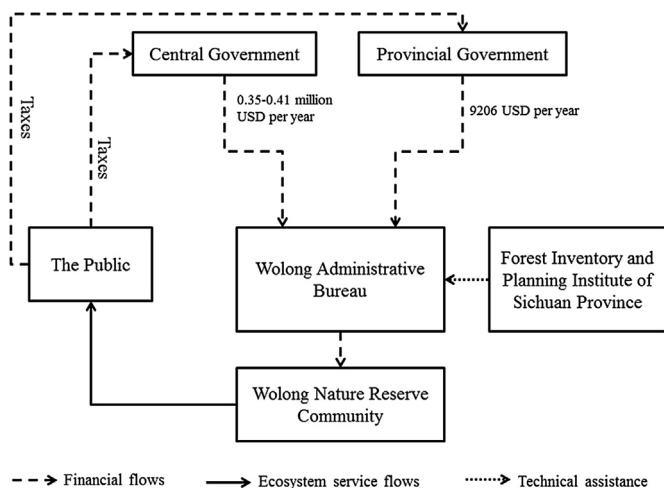 Central Government
Provincial Government
Taxes
Taxes
0.35-0.41 million
USD per year
9206 USD per year
The Public
Wolong Administrative
Bureau
Forest Inventory and
Planning Institute of
Sichuan Province
Wolong Nature Reserve
Community
Financial flows
Ecosystem service flows
Technical assistance